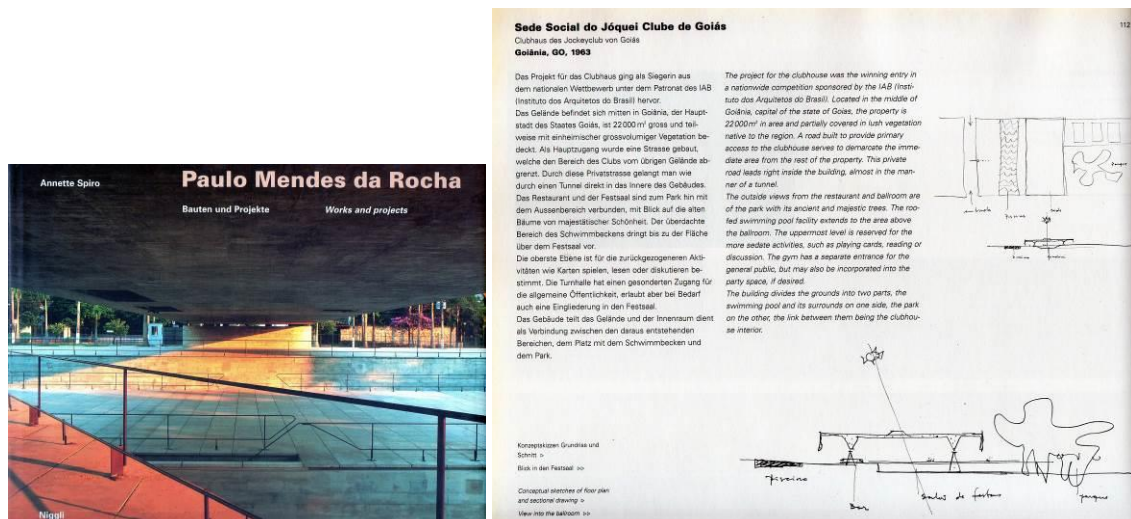 Annette Spiro
Paulo Mendes da Rocha
Bauten und Projekte
Works and projects
Niggli
Sede Social do Jóquei Clube de Goiás
Clubhaus des Jockeyclub von Goiás
Goiânia, GO, 1963
112
Das Projekt für das Clubhaus ging als Siegerin aus
dem nationalen Wettbewerb unter dem Patronat des IAB
(Instituto dos Arquitetos do Brasil) hervor.
Das Gelände befindet sich mitten in Goiânia, der Haupt-
stadt des Staates Goiás, ist 22000 m² gross und teil-
weise mit einheimischer grossvolumiger Vegetation be-
deckt. Als Hauptzugang wurde eine Strasse gebaut,
welche den Bereich des Clubs vom übrigen Gelände ab-
grenzt. Durch diese Privatstrasse gelangt man wie
durch einen Tunnel direkt in das Innere des Gebäudes.
Das Restaurant und der Festsaal sind zum Park hin mit
dem Aussenbereich verbunden, mit Blick auf die alten
Bäume von majestätischer Schönheit. Der überdachte
Bereich des Schwimmbeckens dringt bis zu der Fläche
über dem Festsaal vor.
Die oberste Ebene ist für die zurückgezogeneren Akti-
vitäten wie Karten spielen, lesen oder diskutieren be-
stimmt. Die Turnhalle hat einen gesonderten Zugang für
die allgemeine Öffentlichkeit, erlaubt aber bei Bedarf
auch eine Eingliederung in den Festsaal.
Das Gebäude teilt das Gelände und der Innenraum dient
als Verbindung zwischen den daraus entstehenden
Bereichen, dem Platz mit dem Schwimmbecken und
dem Park.
The project for the clubhouse was the winning entry in
a nationwide competition sponsored by the IAB (Insti-
tuto dos Arquitetos do Brasil). Located in the middle of
Goiânia, capital of the state of Goias, the property is
22000 m² in area and partially covered in lush vegetation
native to the region. A road built to provide primary
access to the clubhouse serves to demarcate the imme-
diate area from the rest of the property. This private
road leads right inside the building, almost in the man-
ner of a tunnel.
The outside views from the restaurant and ballroom are
of the park with its ancient and majestic trees. The roo-
fed swimming pool facility extends to the area above
the ballroom. The uppermost level is reserved for the
more sedate activities, such as playing cards, reading or
discussion. The gym has a separate entrance for the
general public, but may also be incorporated into the
party space, if desired.
The building divides the grounds into two parts, the
swimming pool and its surrounds on one side, the park
on the other, the link between them being the clubhou-
se interior.
Konzeptskizzen Grundriss und
Schnitt >
Blick in den Festsaal >>
Conceptual sketches of floor plan
and sectional drawing >
View into the ballroom >>
piscina
Bar
salão de festas
parque